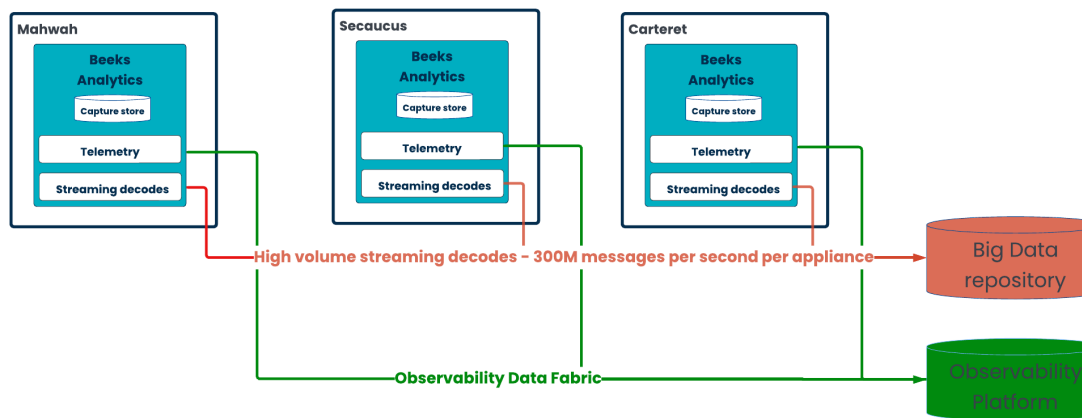 Mahwah
Beeks
Analytics
Capture store
Telemetry
Streaming decodes
Secaucus
Beeks
Analytics
Capture store
Telemetry
Streaming decodes
Carteret
Beeks
Analytics
Capture store
Telemetry
Streaming decodes
High volume streaming decodes - 300M messages per second per appliance
Big Data
repository
Observability Data Fabric
Observability
Platform